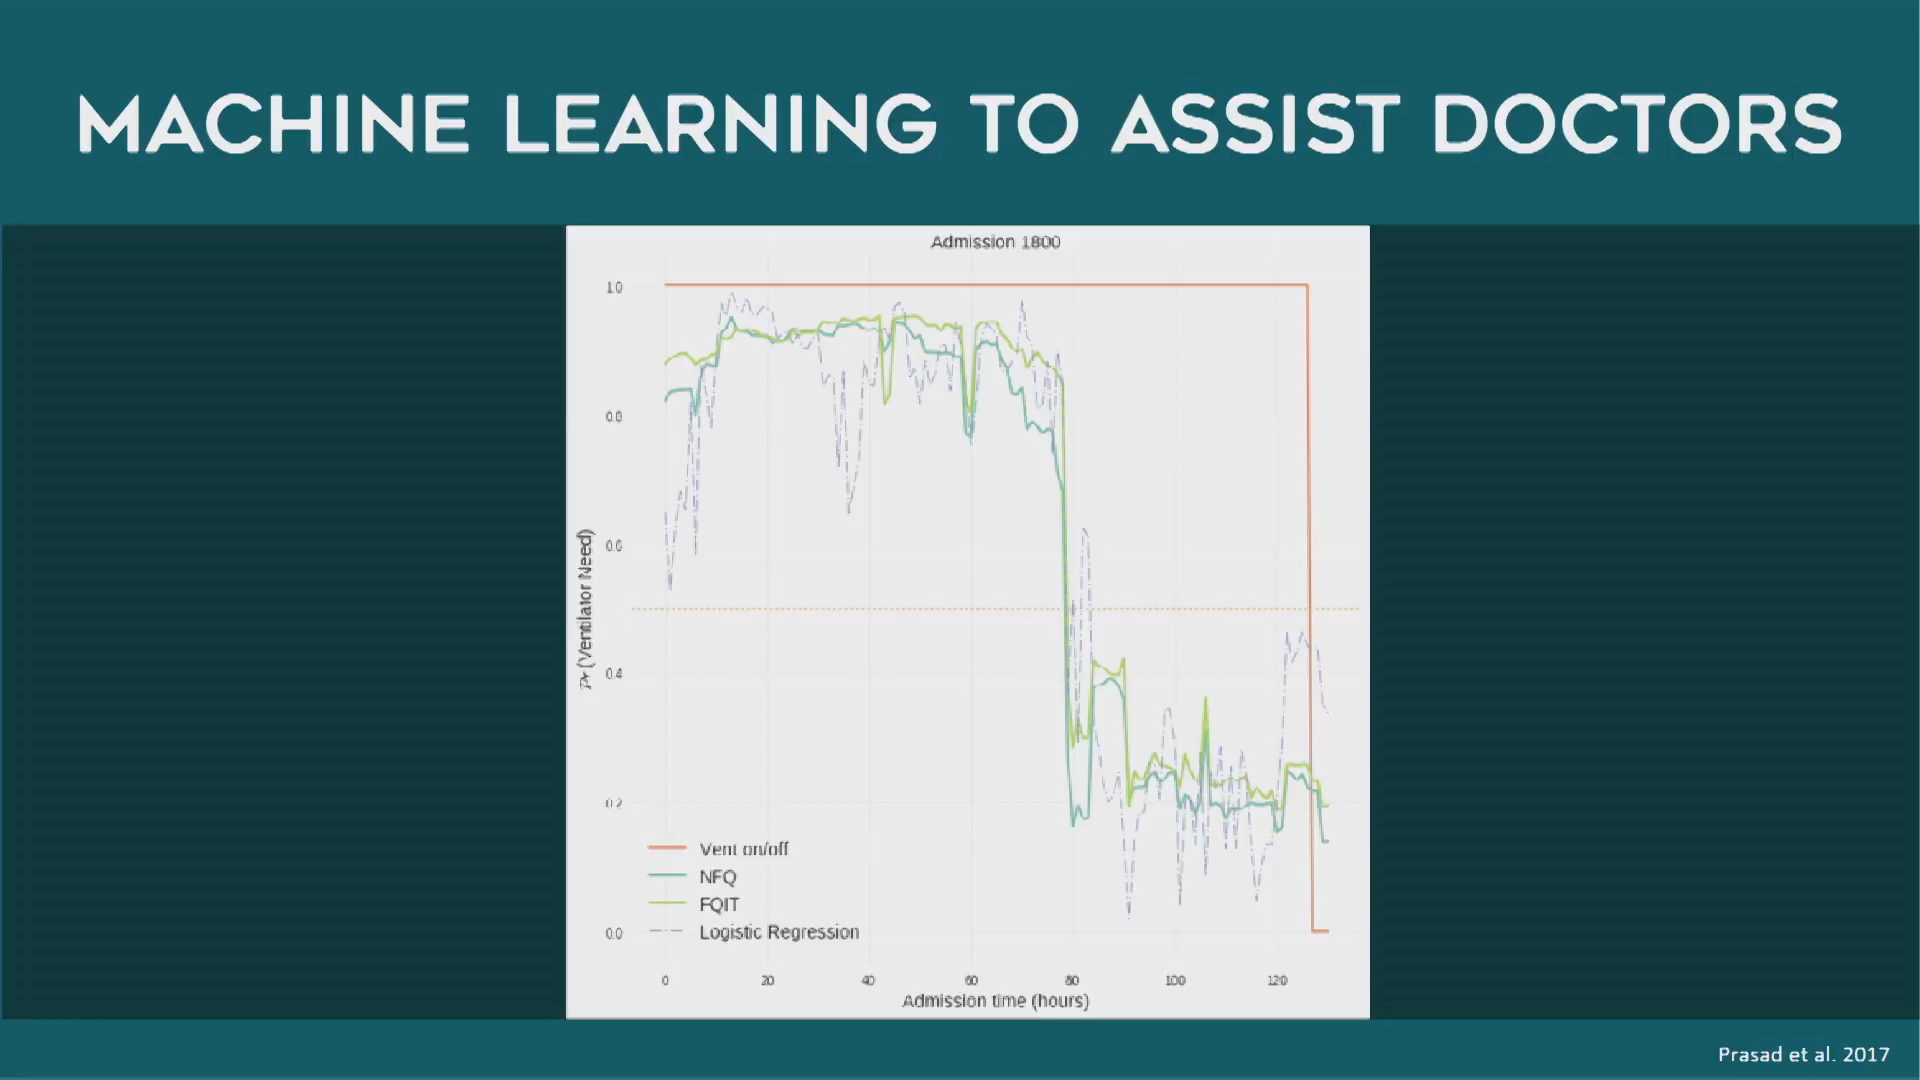 MACHINE LEARNING TO ASSIST DOCTORS
Admission 1800
1.0
0.8
0.6
0.4
0.2
0.0
Pr(Ventilator Need)
Vent on/off
NFQ
FQIT
Logistic Regression
0 20 40 60 80 100 120
Admission time (hours)
Prasad et al. 2017